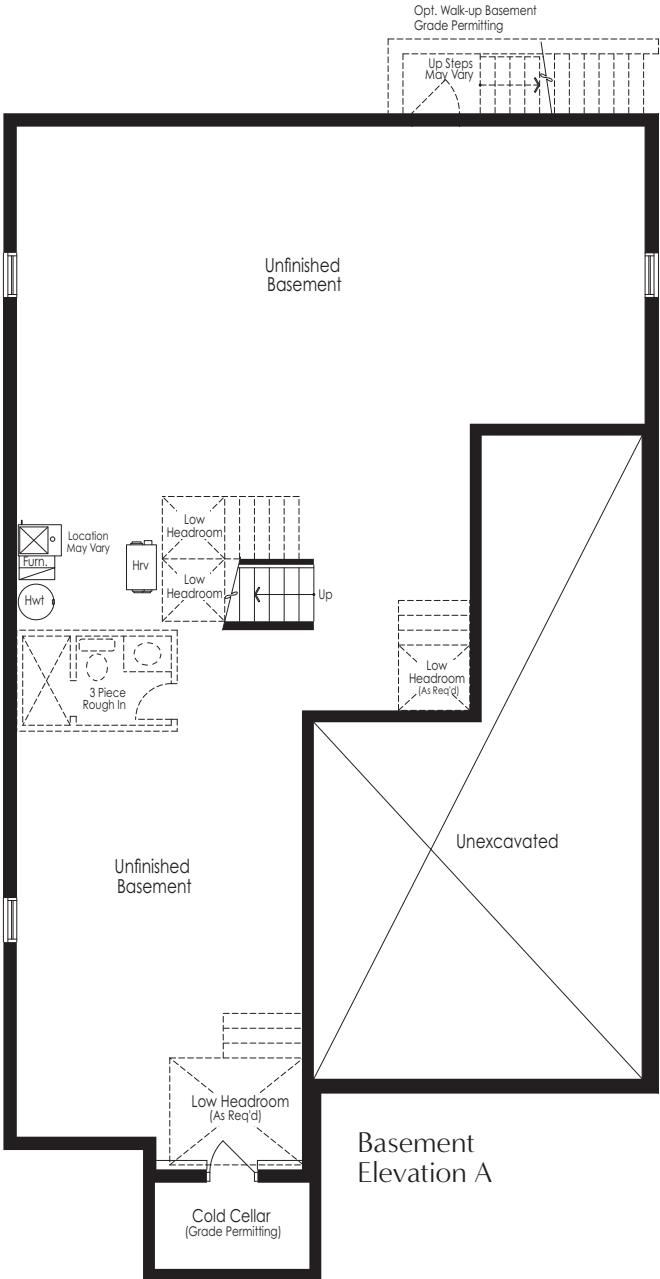 Opt. Walk-up Basement
Grade Permitting
Up Steps
May Vary
Unfinished
Basement
Low
Headroom
Location
May Vary
Furn.
Hrv
Low
Headroom
Up
Hwt
Low
Headroom
(As Req'd)
3 Piece
Rough In
Unexcavated
Unfinished
Basement
Low Headroom
(As Req'd)
Basement
Elevation A
Cold Cellar
(Grade Permitting)